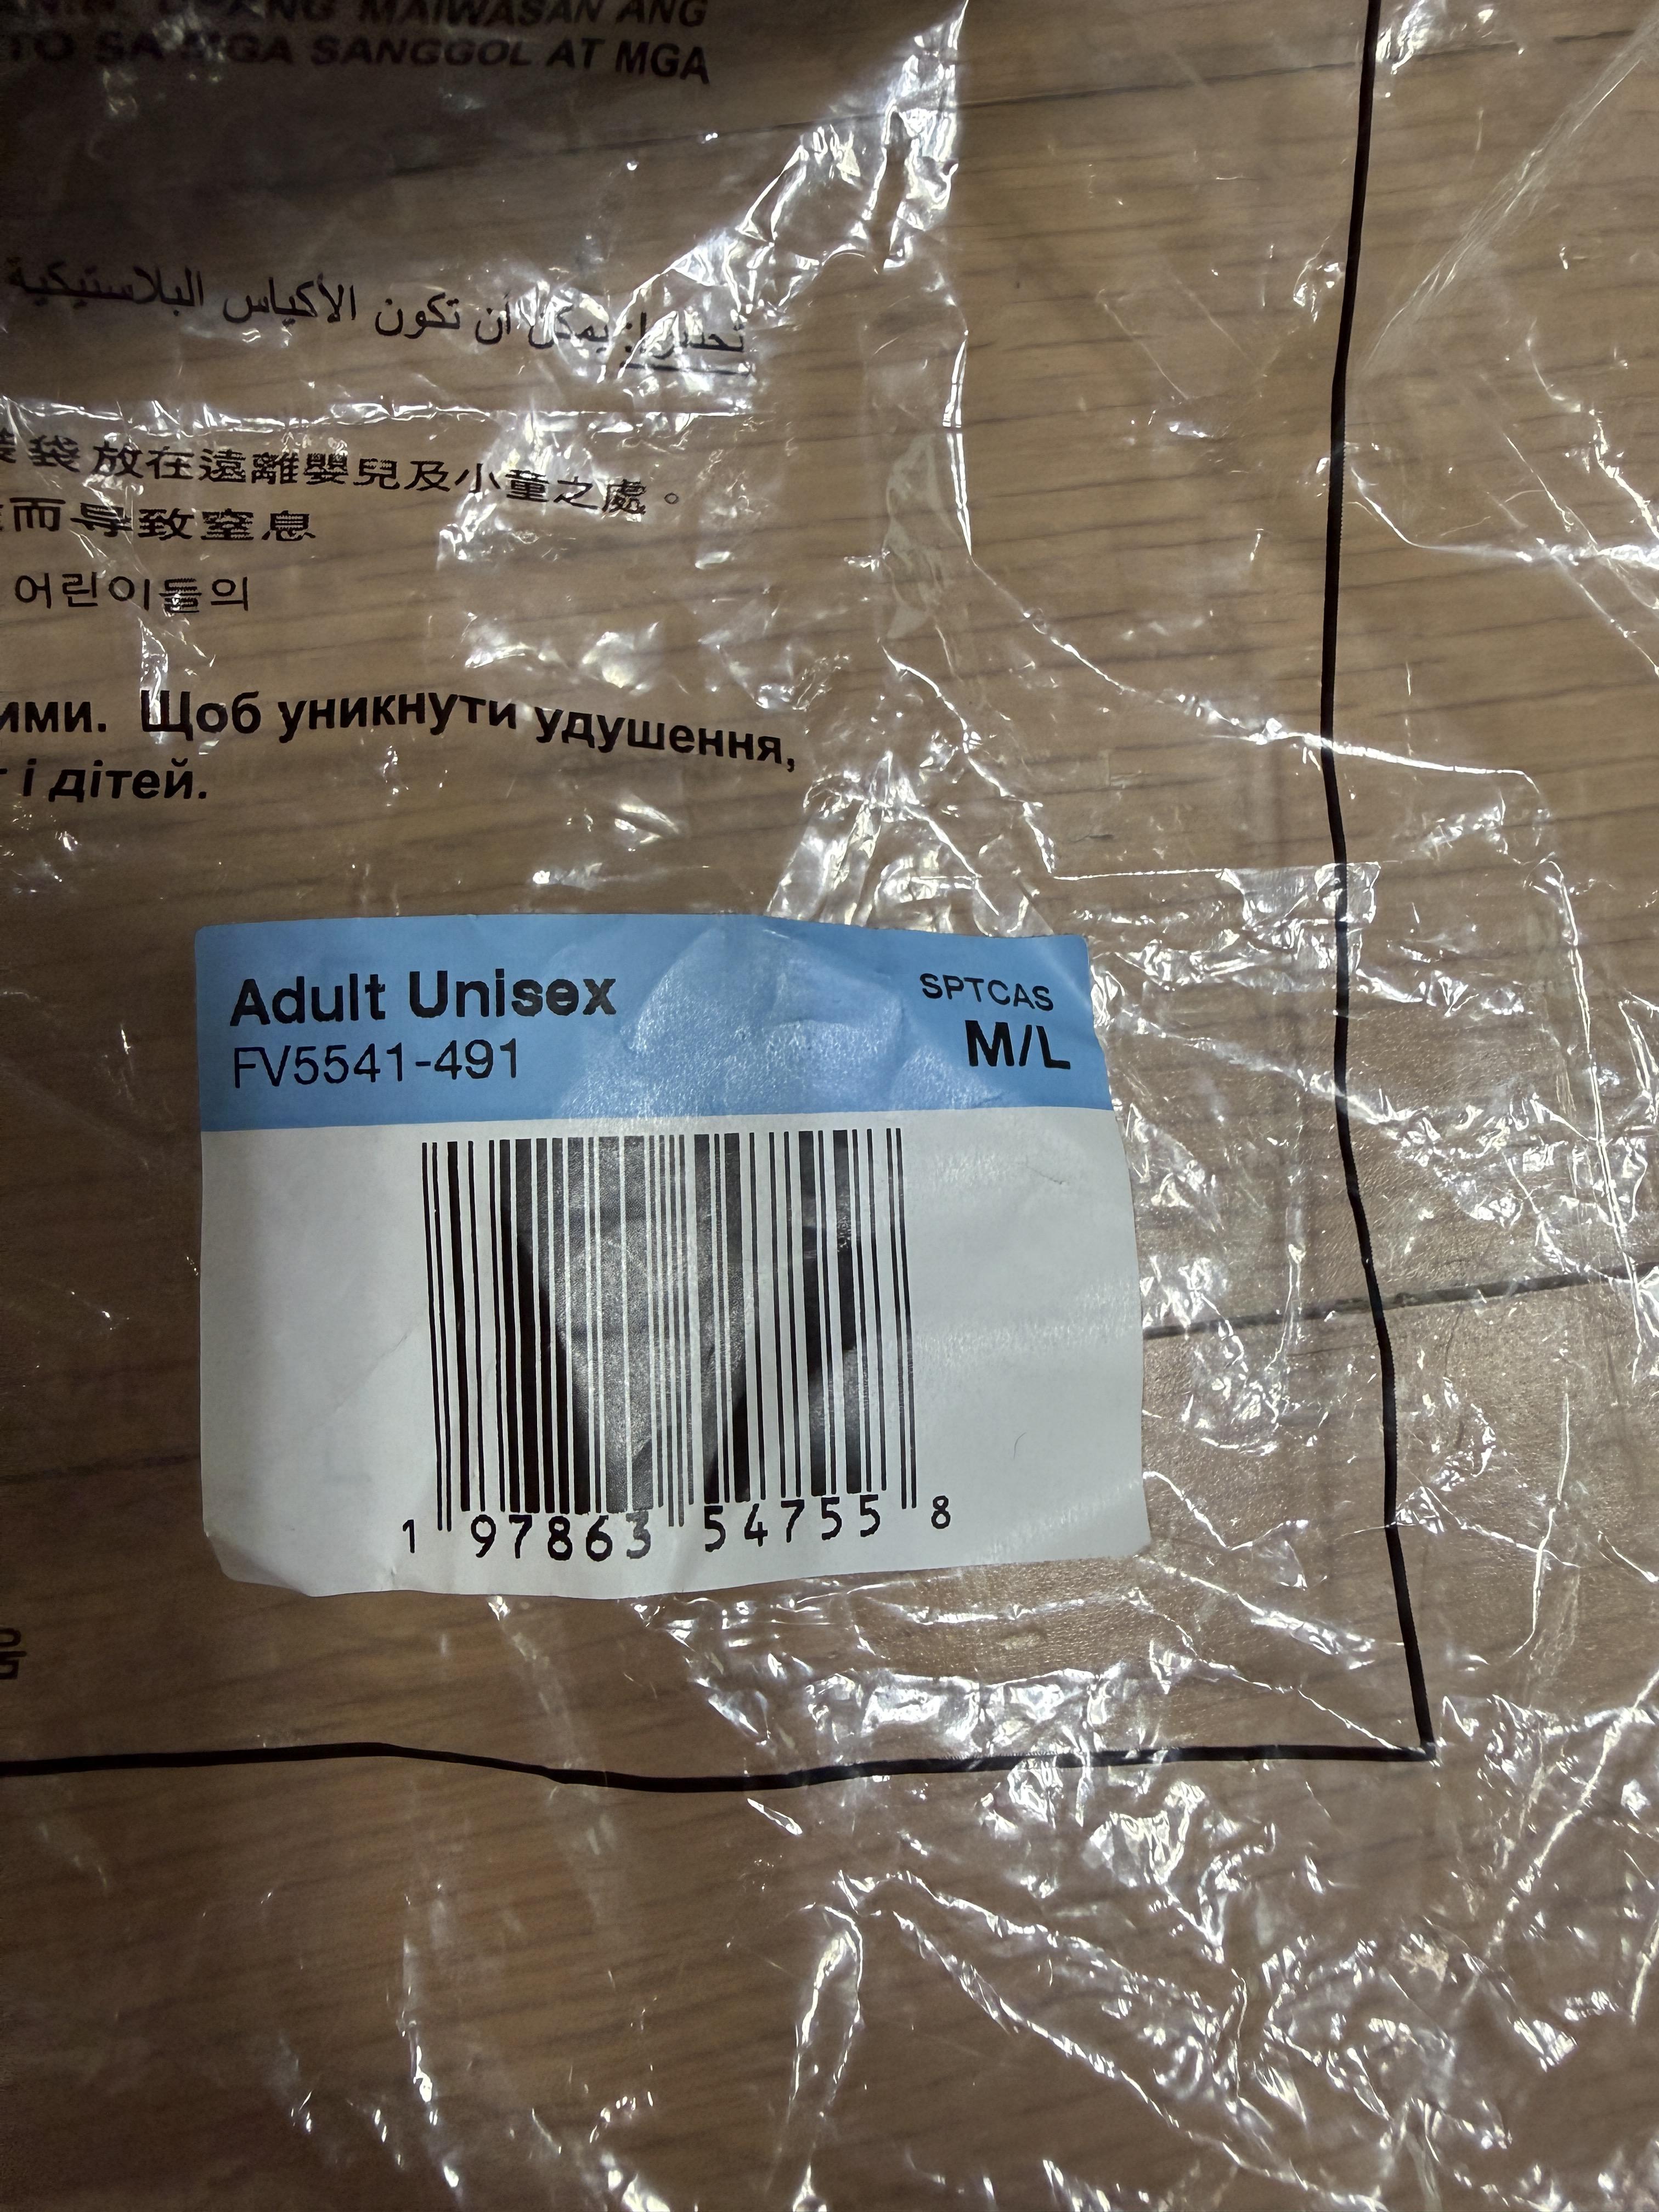 MAIWASAN ANG
TO SA MGA SANGGOL AT MGA
تحذير: يمكن أن تكون الأكياس البلاستيكية
袋放在遠離嬰兒及小童之處。
而导致窒息
어린이들의
ими. Щоб уникнути удушення,
і дітей.
Adult Unisex
SPTCAS
FV5541-491
M/L
1 97863 54755 8